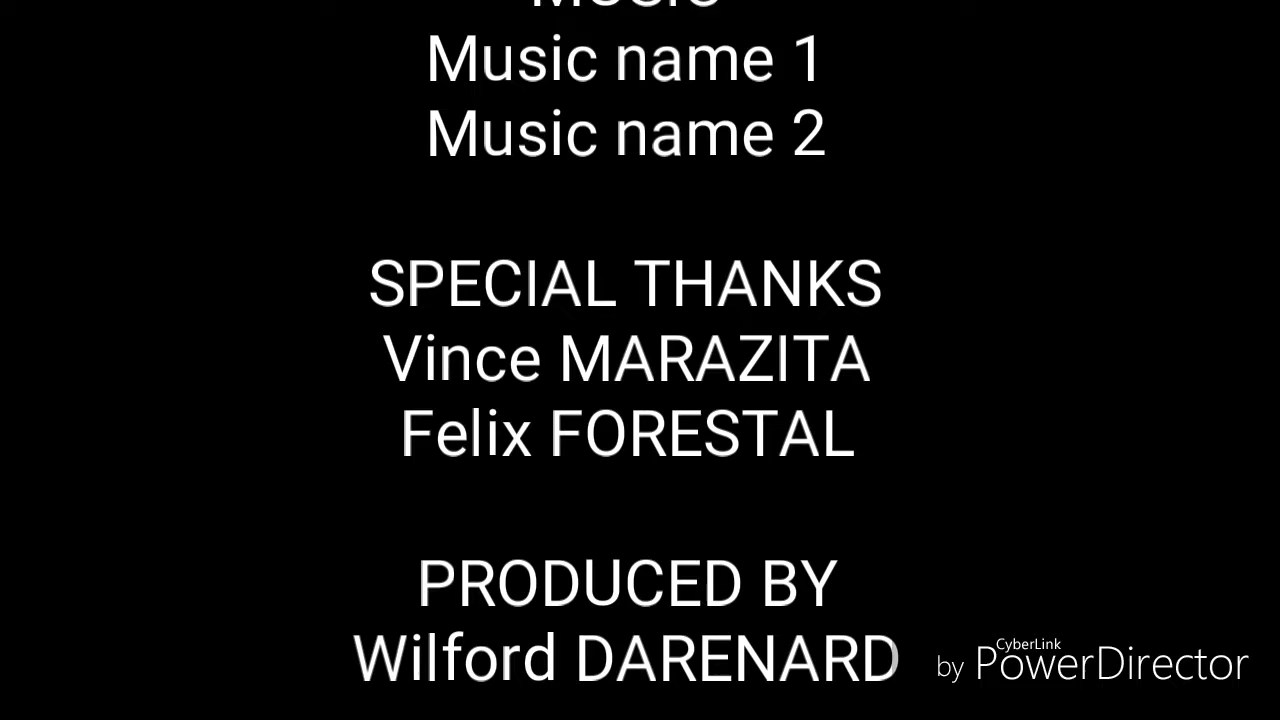 MUSIC
Music name 1
Music name 2
SPECIAL THANKS
Vince MARAZITA
Felix FORESTAL
PRODUCED BY
Wilford DARENARD
CyberLink
by PowerDirector